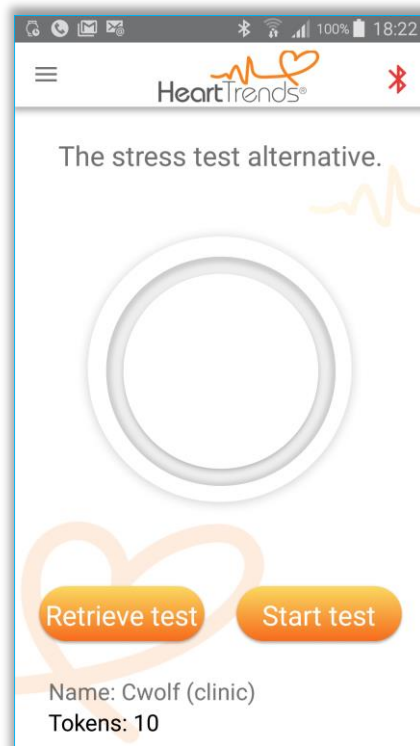 100% 18:22
HeartTrends®
The stress test alternative.
Retrieve test
Start test
Name: Cwolf (clinic)
Tokens: 10